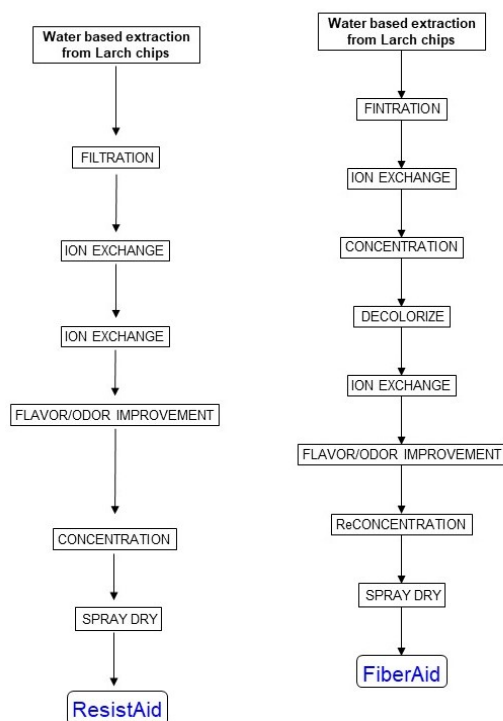 Water based extraction
from Larch chips
FILTRATION
ION EXCHANGE
ION EXCHANGE
FLAVOR/ODOR IMPROVEMENT
CONCENTRATION
SPRAY DRY
ResistAid
Water based extraction
from Larch chips
FINTRATION
ION EXCHANGE
CONCENTRATION
DECOLORIZE
ION EXCHANGE
FLAVOR/ODOR IMPROVEMENT
ReCONCENTRATION
SPRAY DRY
FiberAid